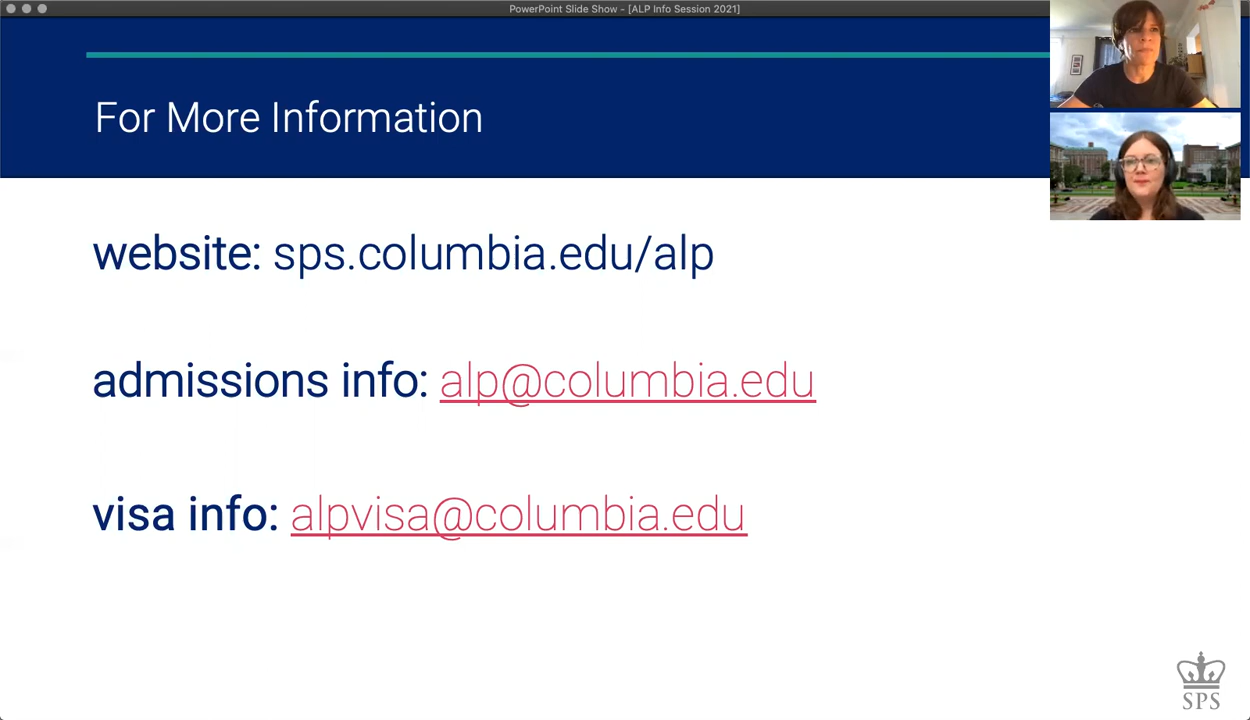 PowerPoint Slide Show - [ALP Info Session 2021]
For More Information
website: sps.columbia.edu/alp
admissions info: alp@columbia.edu
visa info: alpvisa@columbia.edu
SPS